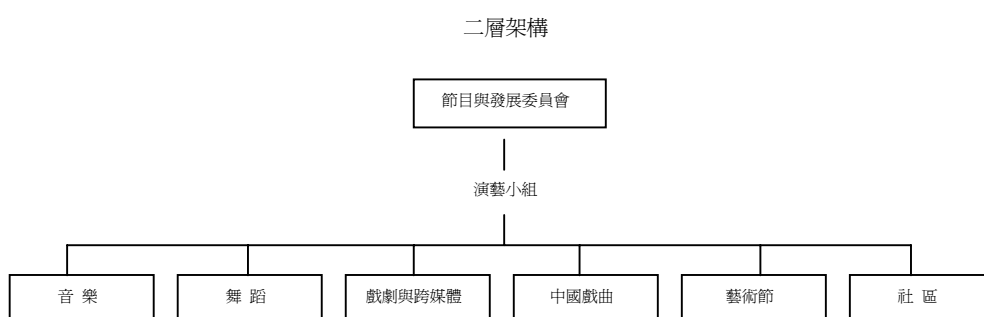 二層架構
節目與發展委員會
演藝小組
音 樂
舞 蹈
戲劇與跨媒體
中國戲曲
藝術節
社 區